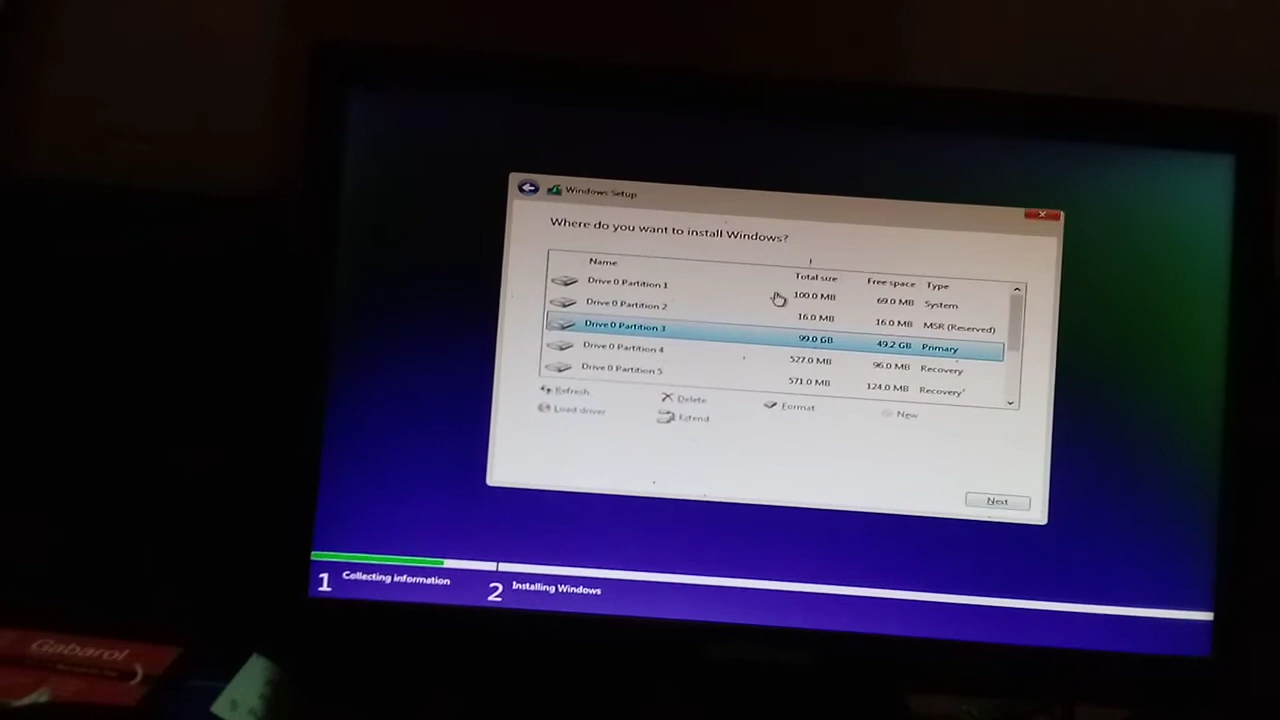 Windows Setup
Where do you want to install Windows?
Name Total size Free space Type
Drive 0 Partition 1 100.0 MB 69.0 MB System
Drive 0 Partition 2 16.0 MB 16.0 MB MSR (Reserved)
Drive 0 Partition 3 99.0 GB 49.2 GB Primary
Drive 0 Partition 4 527.0 MB 96.0 MB Recovery
Drive 0 Partition 5 571.0 MB 124.0 MB Recovery
Refresh Delete Format New
Load driver Extend
Next
1 Collecting information 2 Installing Windows
Gabarol